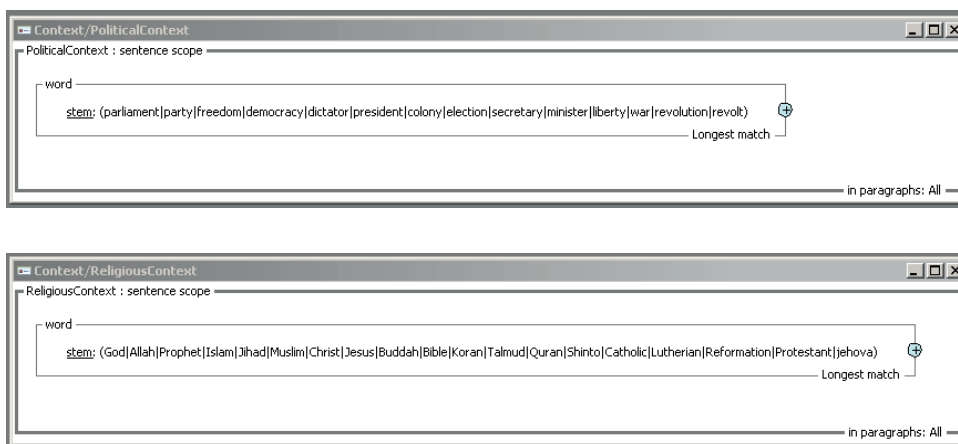 Context/PoliticalContext
PoliticalContext : sentence scope
word
stem: (parliament|party|freedom|democracy|dictator|president|colony|election|secretary|minister|liberty|war|revolution|revolt)
Longest match
in paragraphs: All
Context/ReligiousContext
ReligiousContext : sentence scope
word
stem: (God|Allah|Prophet|Islam|Jihad|Muslim|Christ|Jesus|Buddah|Bible|Koran|Talmud|Quran|Shinto|Catholic|Lutherian|Reformation|Protestant|jehova)
Longest match
in paragraphs: All